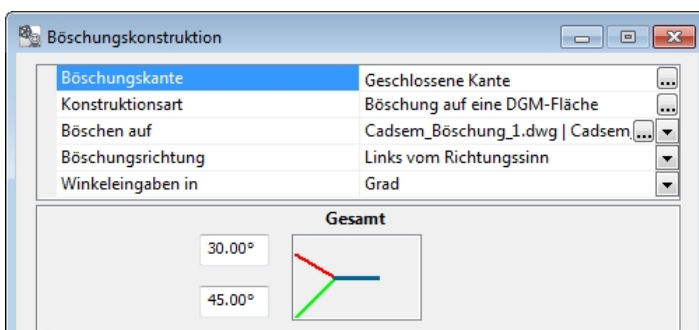 Böschungskonstruktion
Böschungskante Geschlossene Kante ...
Konstruktionsart Böschung auf eine DGM-Fläche ...
Böschen auf Cadsem_Böschung_1.dwg | Cadsem_ ...
Böschungsrichtung Links vom Richtungssinn
Winkeleingaben in Grad
Gesamt
30.00°
45.00°